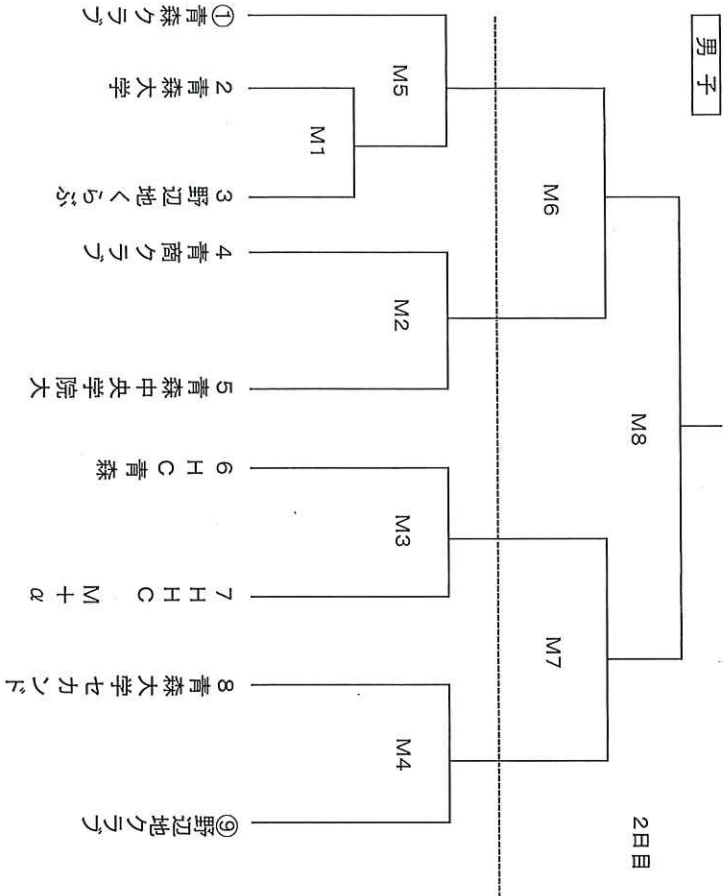 男子
2日目
M8
M6
M7
M5
M1
M2
M3
M4
①青森クラブ
2 青森大学
3 野辺地くらぶ
4 青商クラブ
5 青森中央学院大
6 HC青森
7 HHC M+α
8 青森大学セカンド
⑨野辺地クラブ